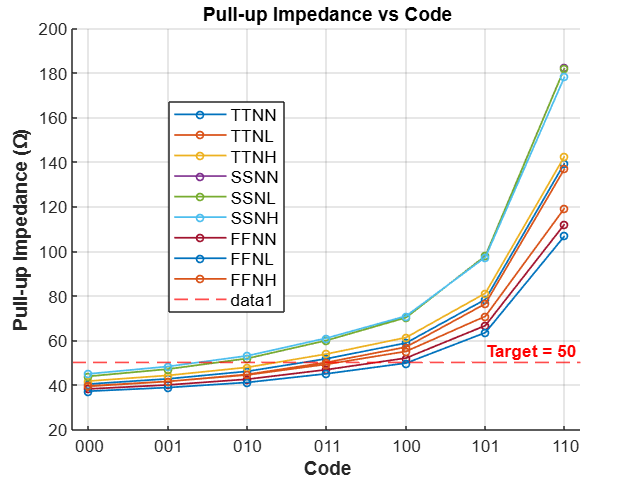 Pull-up Impedance vs Code
Pull-up Impedance (Ω)
200
180
160
140
120
100
80
60
40
20
TTNN
TTNL
TTNH
SSNN
SSNL
SSNH
FFNN
FFNL
FFNH
data1
Target = 50
000 001 010 011 100 101 110
Code